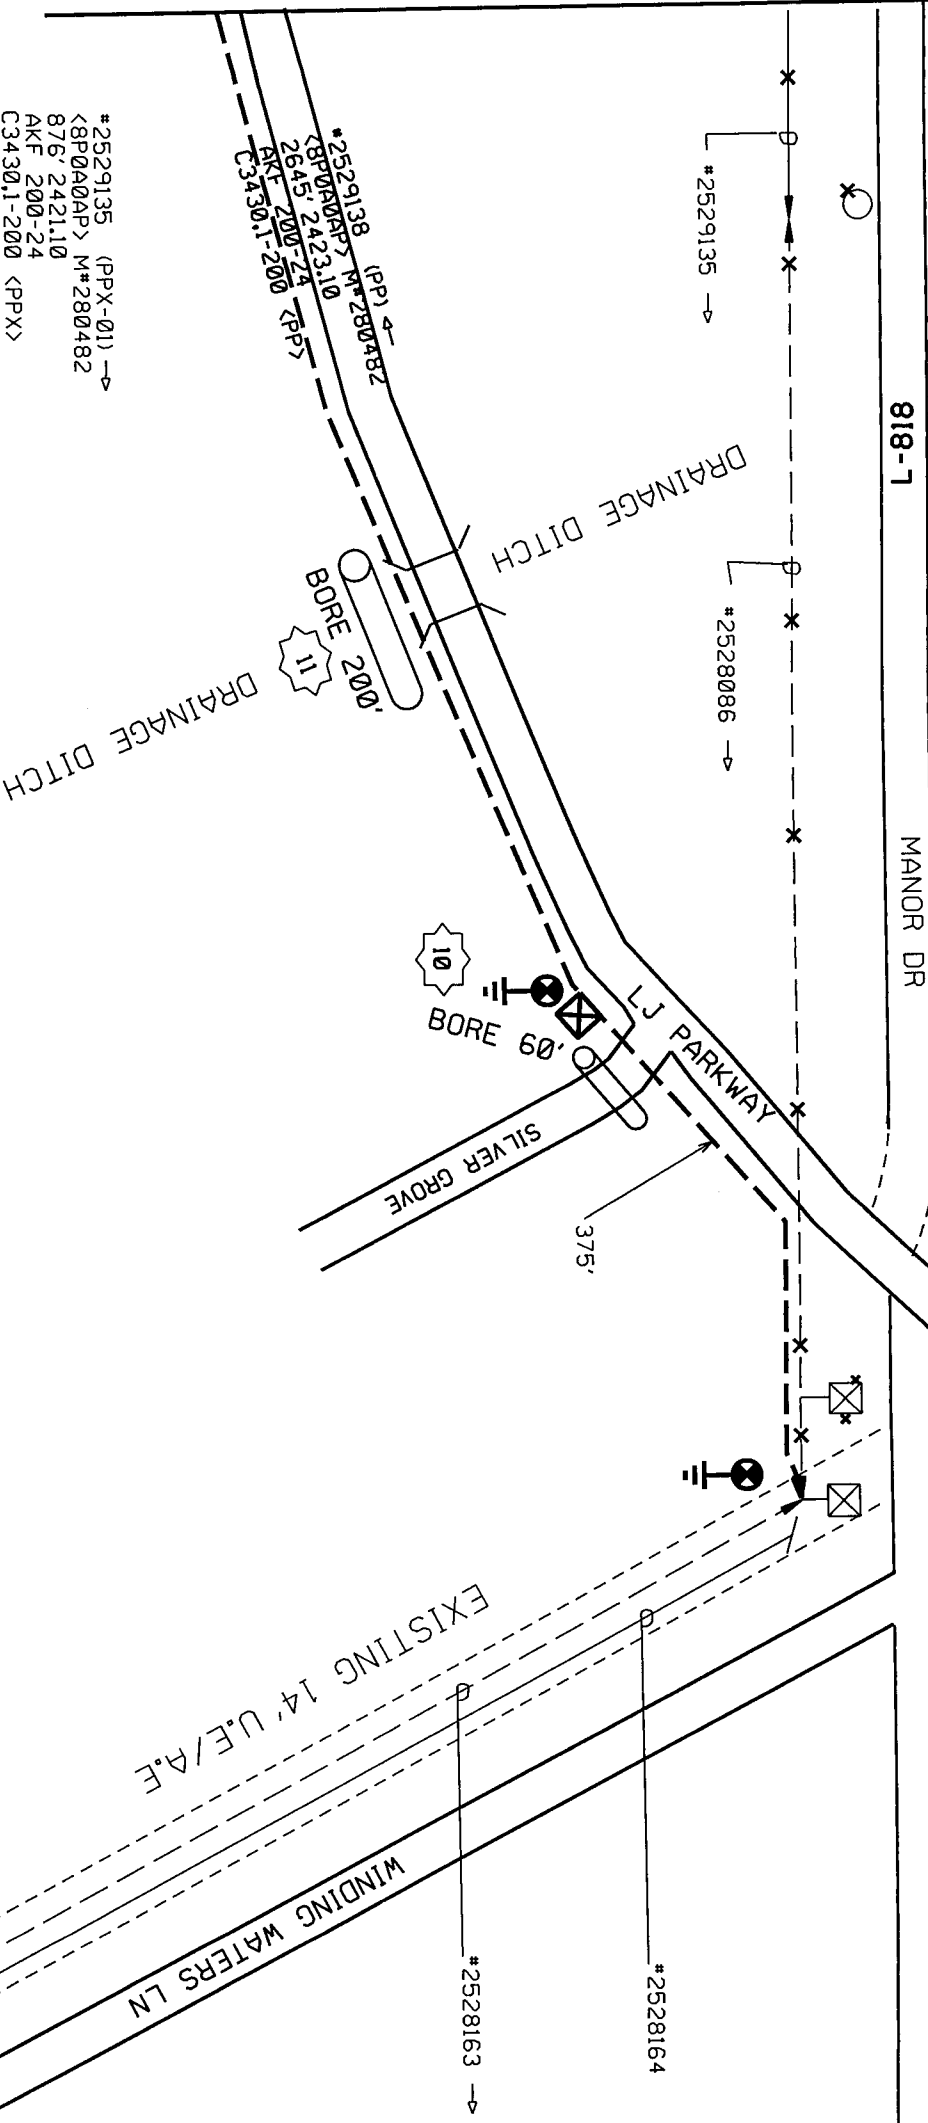 818-7
MANOR DR
#2529135
#2528086
#2529138 (PP)
<8P0A0AP> M#280482
2645' 2423.10
AKF 200-24
C3430,1-200 <PP>
#2529135 (PPX-01)
<8P0A0AP> M#280482
876' 2421.10
AKF 200-24
C3430,1-200 <PPX>
DRAINAGE DITCH
BORE 200'
11
DRAINAGE DITCH
LJ PARKWAY
10
BORE 60'
SILVER GROVE
375'
EXISTING 14' U.E/A.E
WINDING WATERS LN
#2528164
#2528163